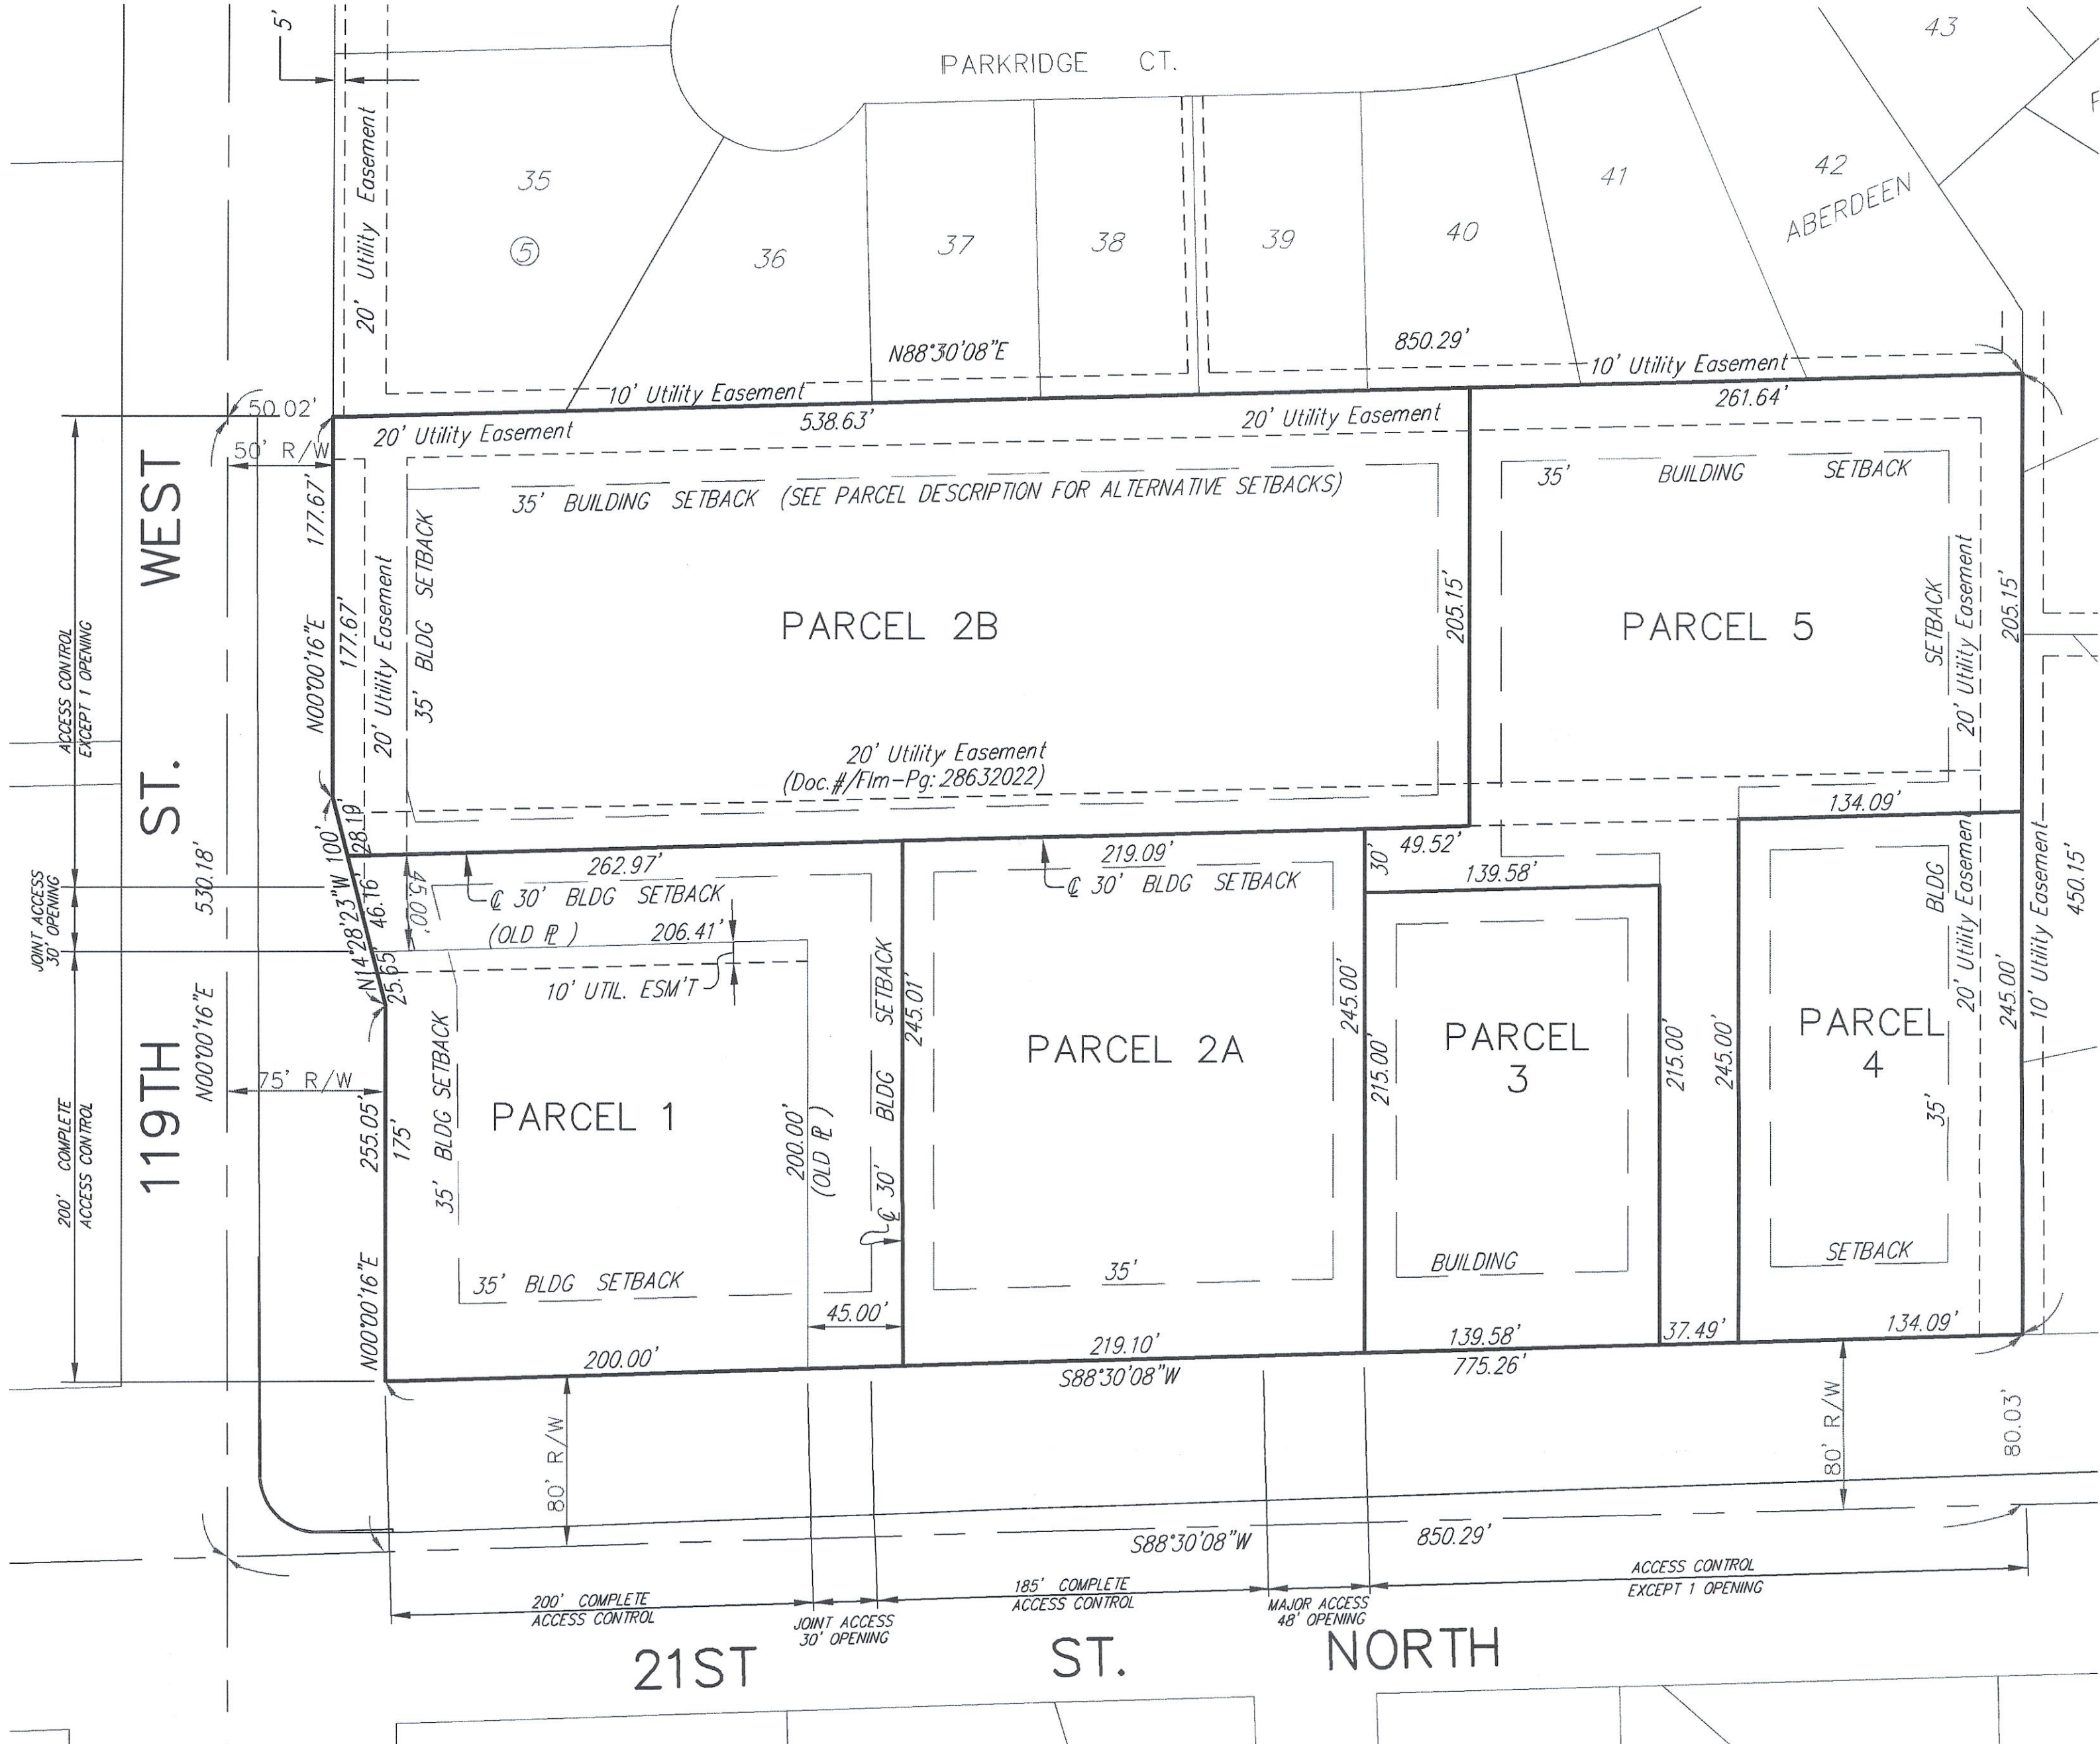 5'
PARKRIDGE CT.
43
20' Utility Easement
35
5
36
37
38
39
40
41
42
ABERDEEN
N88°30'08"E
850.29'
10' Utility Easement
10' Utility Easement
50.02'
538.63'
261.64'
20' Utility Easement
20' Utility Easement
50' R/W
35' BUILDING SETBACK (SEE PARCEL DESCRIPTION FOR ALTERNATIVE SETBACKS)
35' BUILDING SETBACK
177.67'
N00°00'16"E
177.67'
20' Utility Easement
35' BLDG SETBACK
PARCEL 2B
205.15'
PARCEL 5
SETBACK
20' Utility Easement
205.15'
119TH ST. WEST
ACCESS CONTROL
EXCEPT 1 OPENING
20' Utility Easement
(Doc.#/Flm-Pg: 28632022)
134.09'
28.19'
100'
N14°28'23"W
46.16'
25.65'
45.00'
262.97'
219.09'
49.52'
30'
139.58'
℄ 30' BLDG SETBACK
℄ 30' BLDG SETBACK
(OLD ⅊ )
206.41'
10' UTIL. ESM'T
JOINT ACCESS
30' OPENING
530.18'
N00°00'16"E
75' R/W
255.05'
175'
N00°00'16"E
35' BLDG SETBACK
PARCEL 1
200.00'
(OLD ⅊ )
℄ 30' BLDG SETBACK
245.01'
PARCEL 2A
245.00'
215.00'
PARCEL
3
215.00'
245.00'
PARCEL
4
35' BLDG
20' Utility Easement
245.00'
10' Utility Easement
450.15'
200' COMPLETE
ACCESS CONTROL
35' BLDG SETBACK
45.00'
35'
BUILDING
SETBACK
200.00'
219.10'
139.58'
37.49'
134.09'
S88°30'08"W
775.26'
80' R/W
80' R/W
80.03'
S88°30'08"W
850.29'
200' COMPLETE
ACCESS CONTROL
JOINT ACCESS
30' OPENING
185' COMPLETE
ACCESS CONTROL
MAJOR ACCESS
48' OPENING
ACCESS CONTROL
EXCEPT 1 OPENING
21ST ST. NORTH